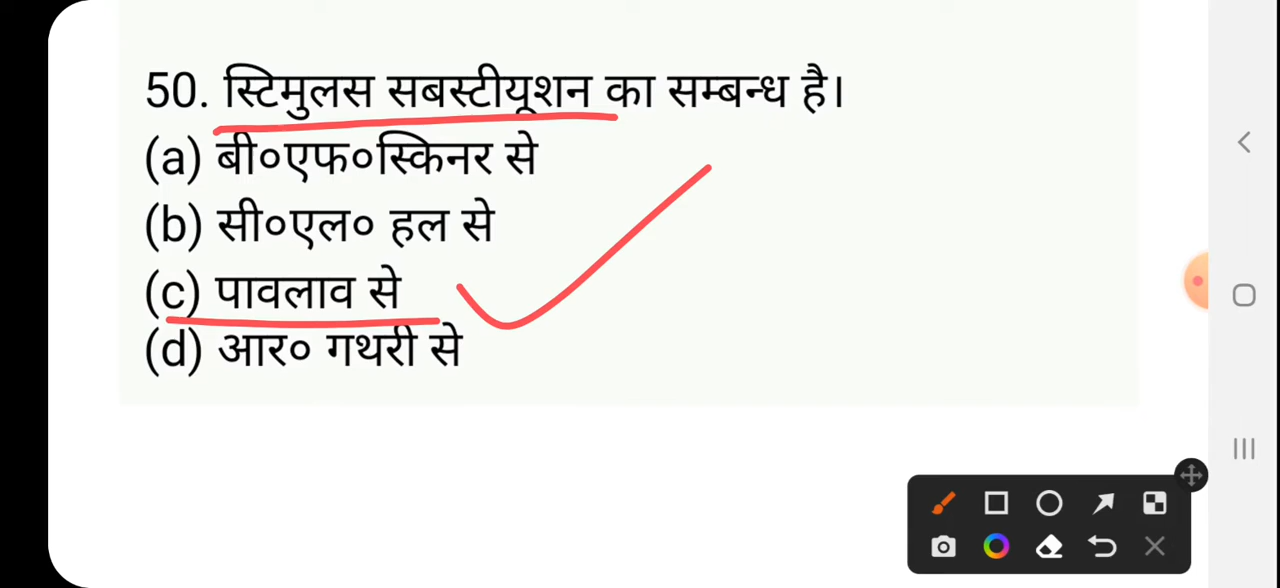 50. स्टिमुलस सबस्टीयूशन का सम्बन्ध है।
(a) बी०एफ०स्किनर से
(b) सी०एल० हल से
(c) पावलाव से
(d) आर० गथरी से